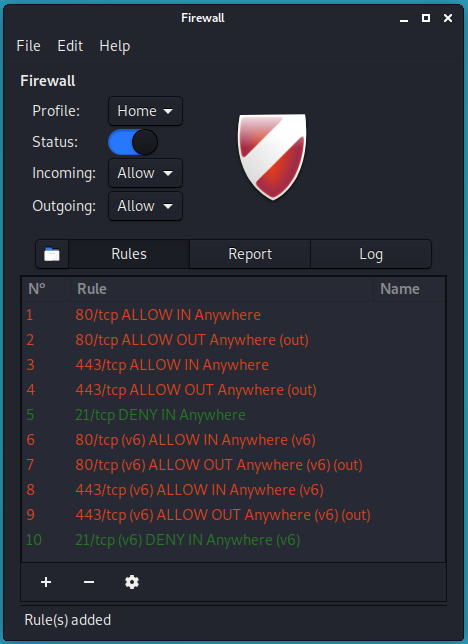 Firewall
File Edit Help
Firewall
Profile: Home
Status:
Incoming: Allow
Outgoing: Allow
Rules Report Log
Nº Rule Name
1 80/tcp ALLOW IN Anywhere
2 80/tcp ALLOW OUT Anywhere (out)
3 443/tcp ALLOW IN Anywhere
4 443/tcp ALLOW OUT Anywhere (out)
5 21/tcp DENY IN Anywhere
6 80/tcp (v6) ALLOW IN Anywhere (v6)
7 80/tcp (v6) ALLOW OUT Anywhere (v6) (out)
8 443/tcp (v6) ALLOW IN Anywhere (v6)
9 443/tcp (v6) ALLOW OUT Anywhere (v6) (out)
10 21/tcp (v6) DENY IN Anywhere (v6)
Rule(s) added